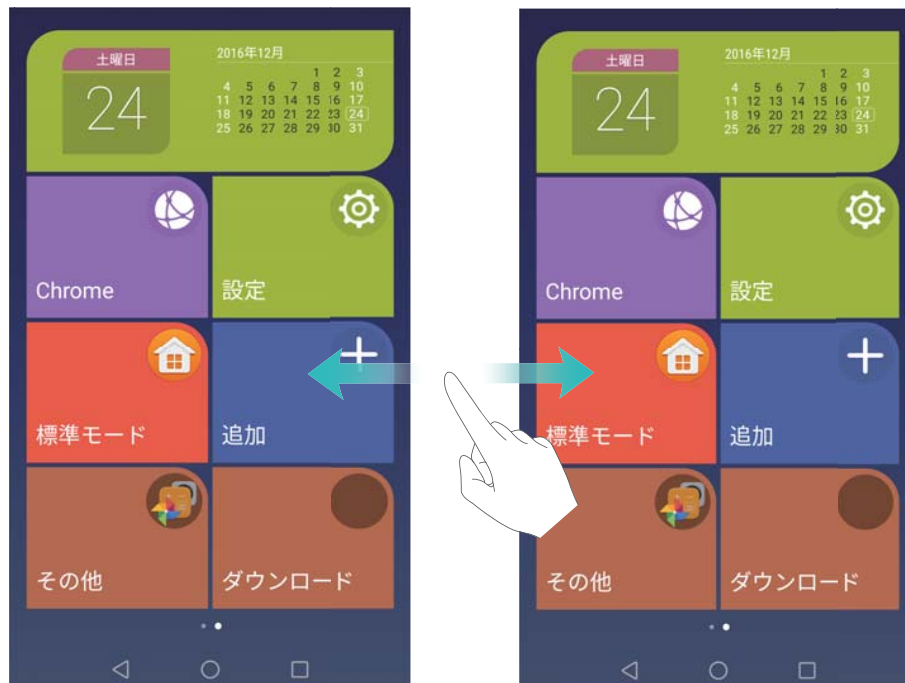 土曜日
24
2016年12月
1 2 3
4 5 6 7 8 9 10
11 12 13 14 15 16 17
18 19 20 21 22 23 24
25 26 27 28 29 30 31
Chrome
設定
標準モード
追加
その他
ダウンロード
土曜日
24
2016年12月
1 2 3
4 5 6 7 8 9 10
11 12 13 14 15 16 17
18 19 20 21 22 23 24
25 26 27 28 29 30 31
Chrome
設定
標準モード
追加
その他
ダウンロード